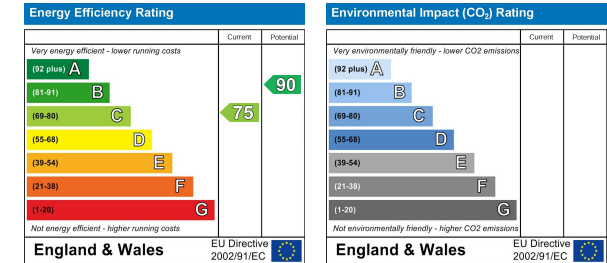 Energy Efficiency Rating
Current Potential
Very energy efficient - lower running costs
(92 plus) A
(81-91) B
90
(69-80) C
75
(55-68) D
(39-54) E
(21-38) F
(1-20) G
Not energy efficient - higher running costs
England & Wales
EU Directive
2002/91/EC
Environmental Impact (CO₂) Rating
Current Potential
Very environmentally friendly - lower CO2 emissions
(92 plus) A
(81-91) B
(69-80) C
(55-68) D
(39-54) E
(21-38) F
(1-20) G
Not environmentally friendly - higher CO2 emissions
England & Wales
EU Directive
2002/91/EC